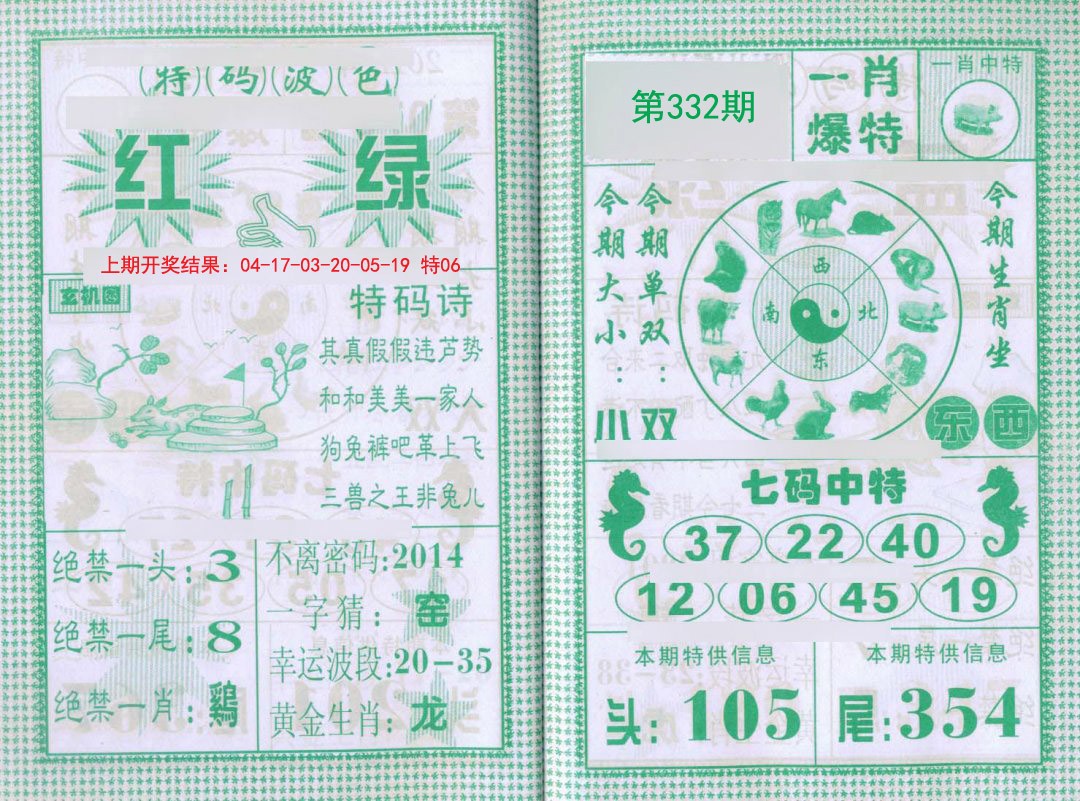 (特)(码)(波)(色)
红 绿
上期开奖结果：04-17-03-20-05-19 特06
玄机图
特码诗
其真假假违芦势
和和美美一家人
狗兔裤吧革上飞
三兽之王非兔儿
绝禁一头:3
绝禁一尾:8
绝禁一肖:鷄
不离密码:2014
一字猜：窑
幸运波段:20-35
黄金生肖:龙
第332期
一肖
爆特
一肖中特
今期大小：小
今期单双：双
西
南 北
东
今期生肖坐
东 西
七码中特
37 22 40
12 06 45 19
本期特供信息
头: 105
本期特供信息
尾:354